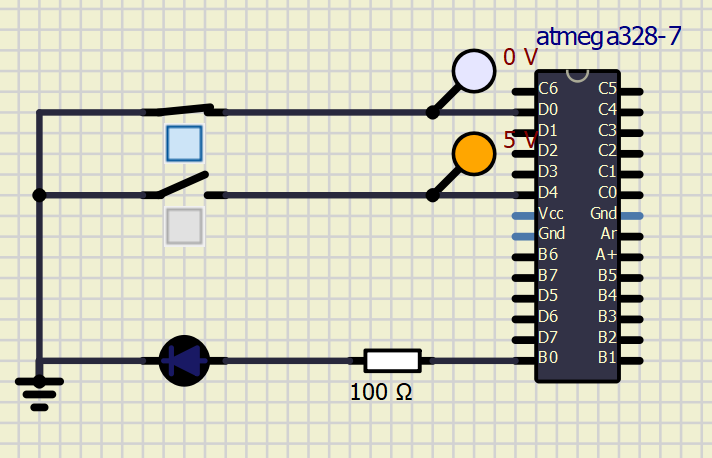 atmega328-7
0 V
C6 C5
D0 C4
D1 C3
5 V
D2 C2
D3 C1
D4 C0
Vcc Gnd
Gnd Ar
B6 A+
B7 B5
D5 B4
D6 B3
D7 B2
B0 B1
100 Ω